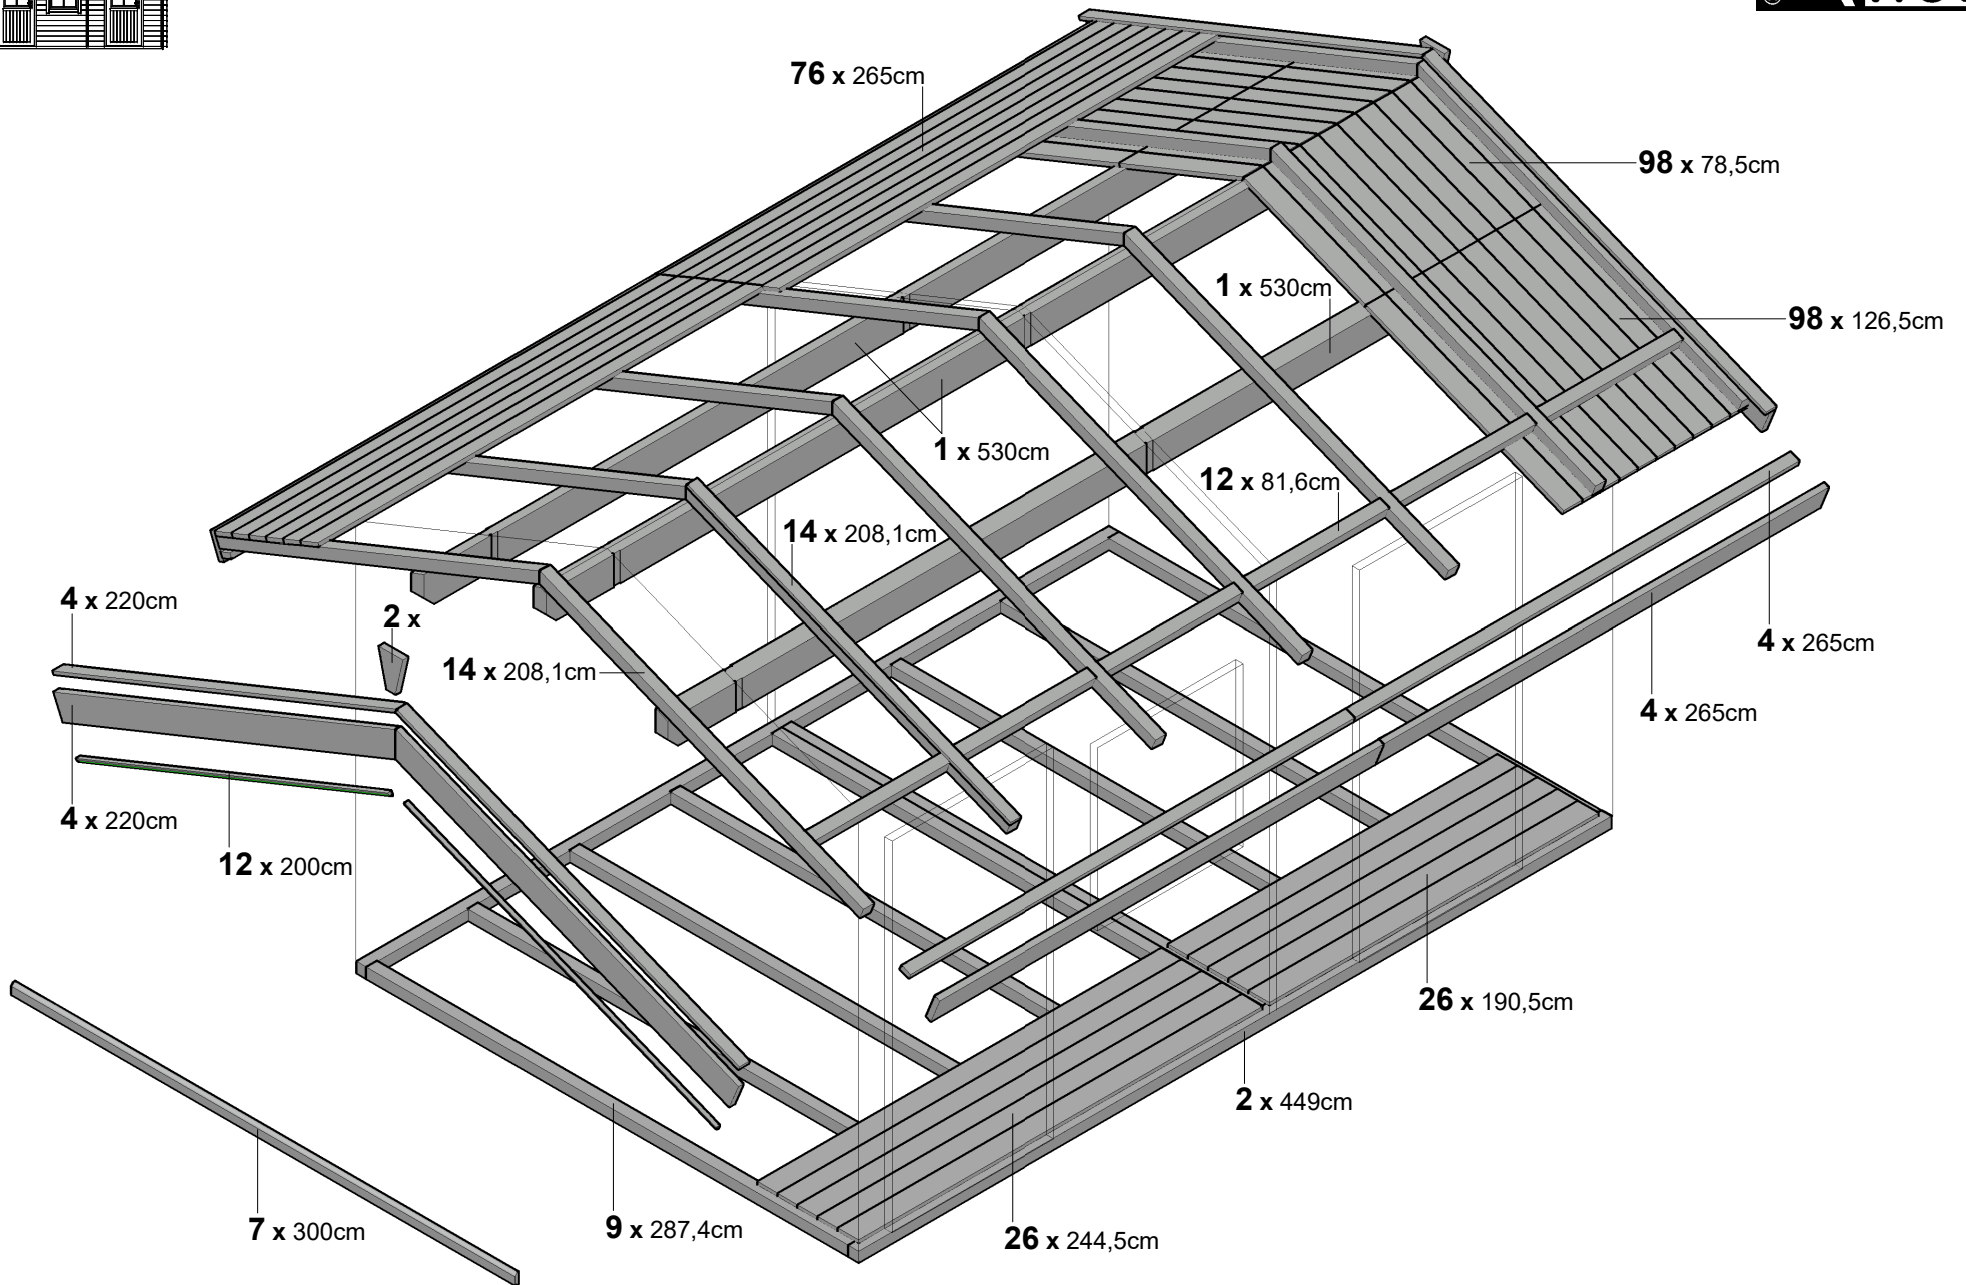 76 x 265cm
98 x 78,5cm
1 x 530cm
98 x 126,5cm
1 x 530cm
12 x 81,6cm
14 x 208,1cm
4 x 220cm
2 x
14 x 208,1cm
4 x 265cm
4 x 265cm
4 x 220cm
12 x 200cm
26 x 190,5cm
2 x 449cm
9 x 287,4cm
7 x 300cm
26 x 244,5cm